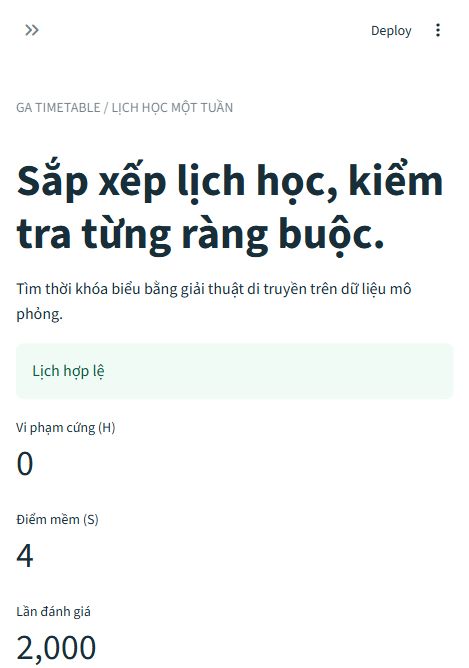 Deploy
GA TIMETABLE / LỊCH HỌC MỘT TUẦN
Sắp xếp lịch học, kiểm
tra từng ràng buộc.
Tìm thời khóa biểu bằng giải thuật di truyền trên dữ liệu mô
phỏng.
Lịch hợp lệ
Vi phạm cứng (H)
0
Điểm mềm (S)
4
Lần đánh giá
2,000